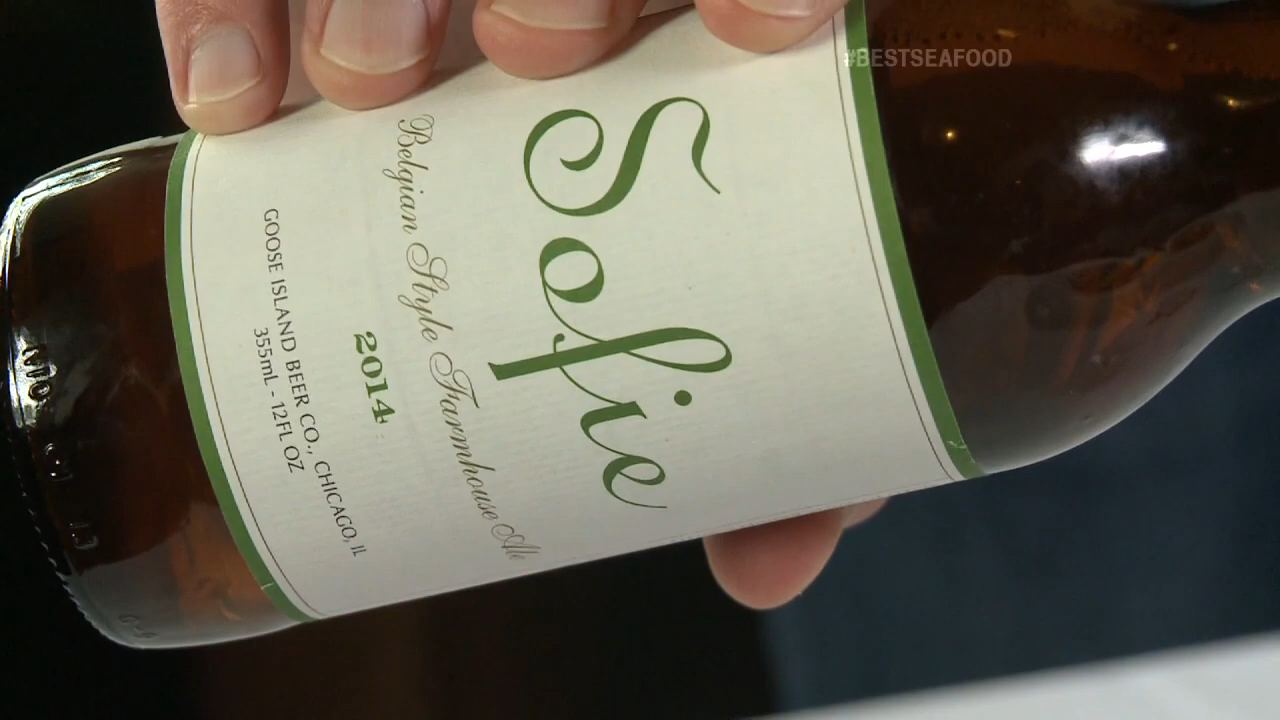 #BESTSEAFOOD
Sofie
Belgian Style Farmhouse Ale
2014
GOOSE ISLAND BEER CO., CHICAGO, IL
355mL - 12FL OZ